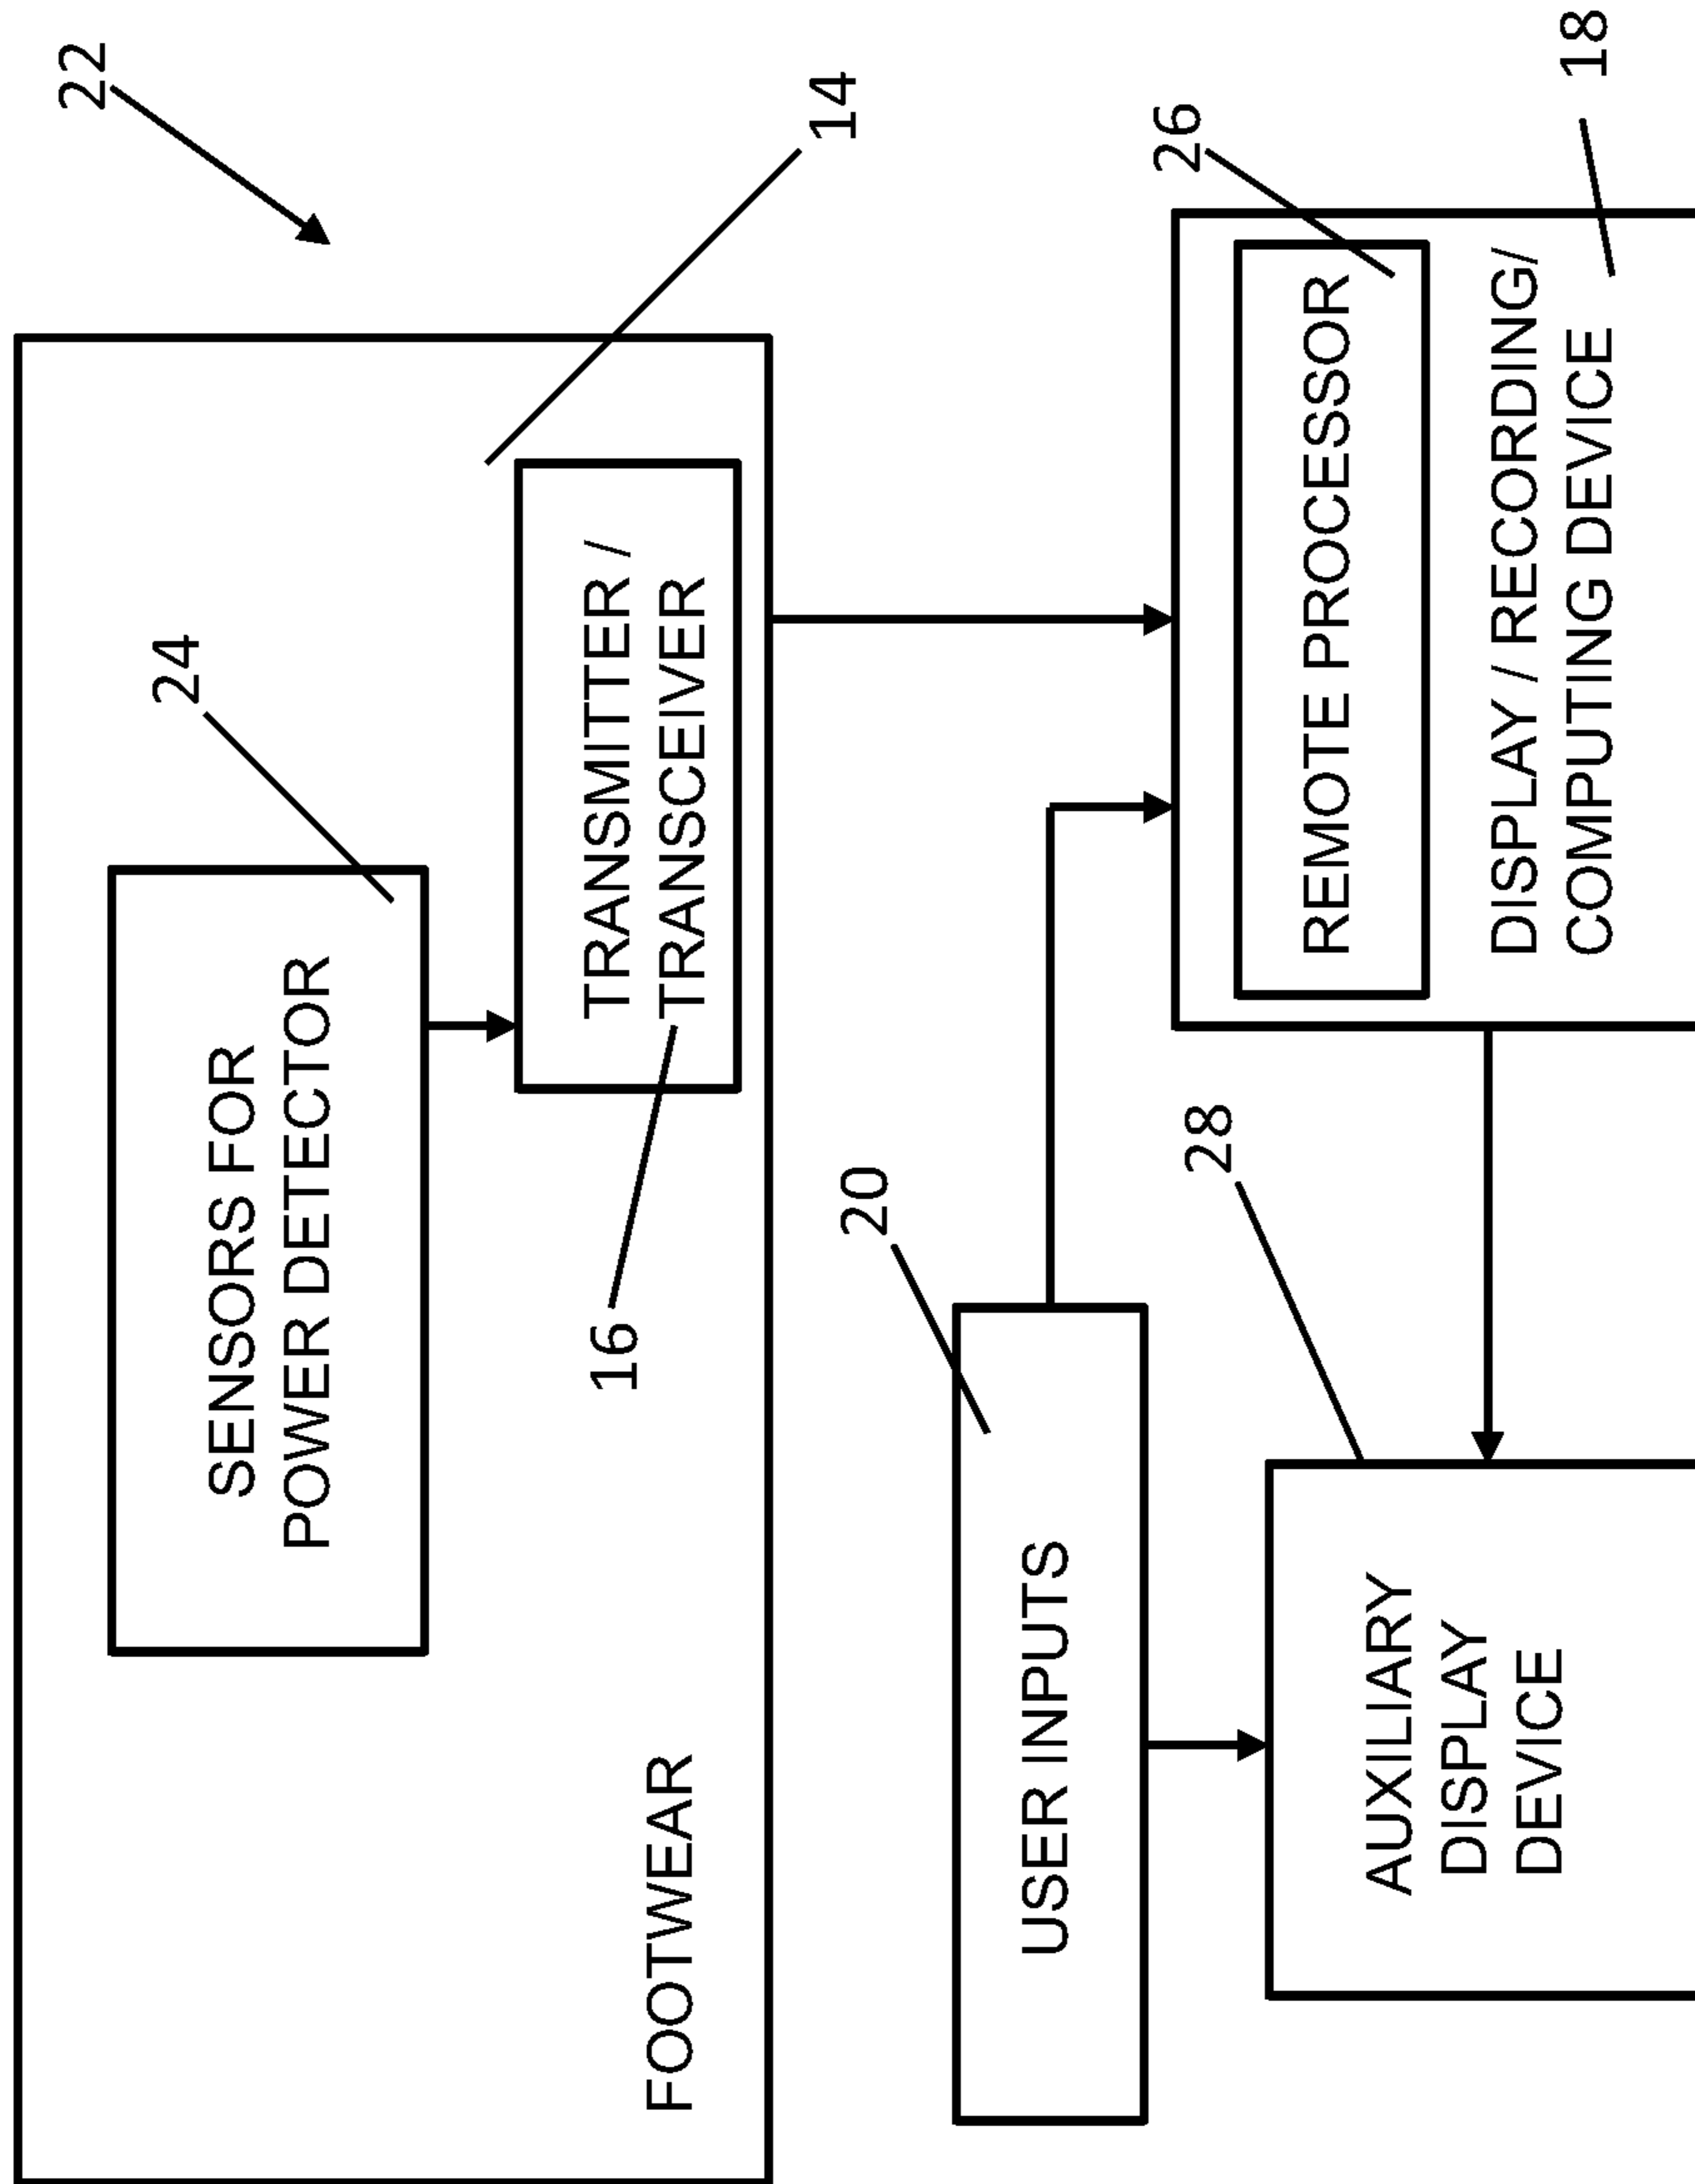 22
24
SENSORS FOR
POWER DETECTOR
14
TRANSMITTER /
TRANSCEIVER
16
FOOTWEAR
20
USER INPUTS
26
REMOTE PROCESSOR
DISPLAY / RECORDING/
COMPUTING DEVICE
18
28
AUXILIARY
DISPLAY
DEVICE